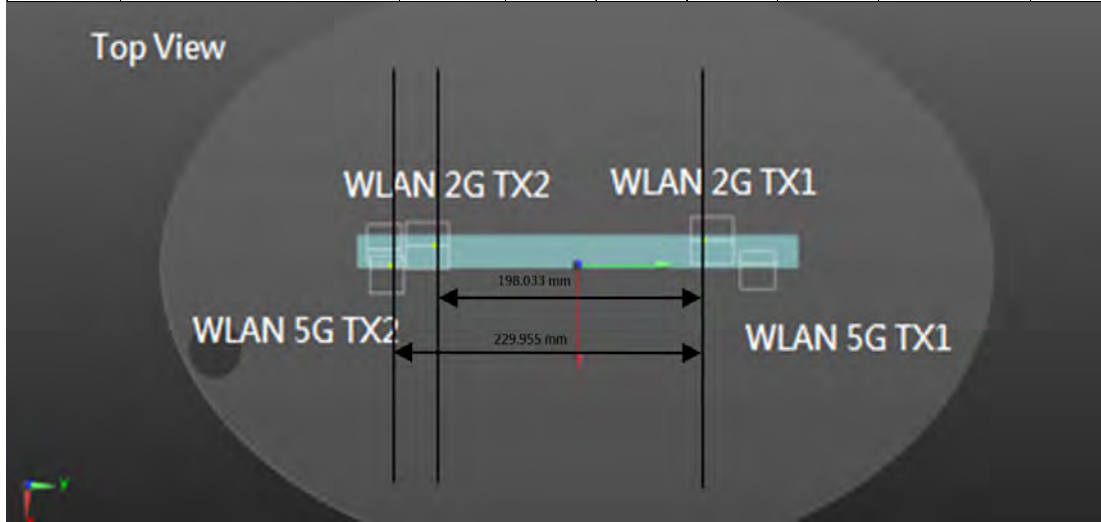 Top View
WLAN 2G TX2
WLAN 2G TX1
198.033 mm
WLAN 5G TX2
229.955 mm
WLAN 5G TX1
Y